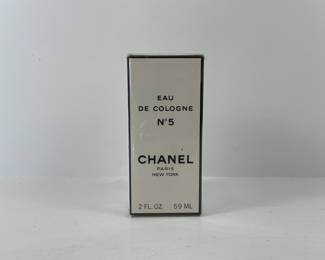 EAU
DE COLOGNE
N°5
CHANEL
PARIS
NEW YORK
2 FL. OZ. 59 ML